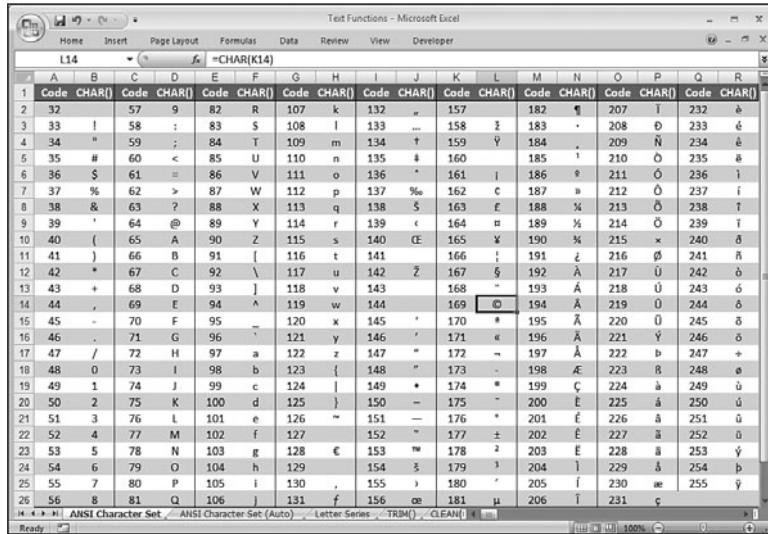 Text Functions - Microsoft Excel
Home Insert Page Layout Formulas Data Review View Developer
L14 fx =CHAR(K14)
A B C D E F G H I J K L M N O P Q R
1 Code CHAR() Code CHAR() Code CHAR() Code CHAR() Code CHAR() Code CHAR() Code CHAR() Code CHAR() Code CHAR()
2 32 57 9 82 R 107 k 132 „ 157 182 ¶ 207 Ï 232 è
3 33 ! 58 : 83 S 108 l 133 … 158 ž 183 · 208 Ð 233 é
4 34 " 59 ; 84 T 109 m 134 † 159 Ÿ 184 ¸ 209 Ñ 234 ê
5 35 # 60 < 85 U 110 n 135 ‡ 160 185 ¹ 210 Ò 235 ë
6 36 $ 61 = 86 V 111 o 136 ˆ 161 ¡ 186 º 211 Ó 236 ì
7 37 % 62 > 87 W 112 p 137 ‰ 162 ¢ 187 » 212 Ô 237 í
8 38 & 63 ? 88 X 113 q 138 Š 163 £ 188 ¼ 213 Õ 238 î
9 39 ' 64 @ 89 Y 114 r 139 ‹ 164 ¤ 189 ½ 214 Ö 239 ï
10 40 ( 65 A 90 Z 115 s 140 Œ 165 ¥ 190 ¾ 215 × 240 ð
11 41 ) 66 B 91 [ 116 t 141 166 ¦ 191 ¿ 216 Ø 241 ñ
12 42 * 67 C 92 \ 117 u 142 Ž 167 § 192 À 217 Ù 242 ò
13 43 + 68 D 93 ] 118 v 143 168 ¨ 193 Á 218 Ú 243 ó
14 44 , 69 E 94 ^ 119 w 144 169 © 194 Â 219 Û 244 ô
15 45 - 70 F 95 _ 120 x 145 ‘ 170 ª 195 Ã 220 Ü 245 õ
16 46 . 71 G 96 ` 121 y 146 ’ 171 « 196 Ä 221 Ý 246 ö
17 47 / 72 H 97 a 122 z 147 “ 172 ¬ 197 Å 222 Þ 247 ÷
18 48 0 73 I 98 b 123 { 148 ” 173 - 198 Æ 223 ß 248 ø
19 49 1 74 J 99 c 124 | 149 • 174 ® 199 Ç 224 à 249 ù
20 50 2 75 K 100 d 125 } 150 – 175 ¯ 200 È 225 á 250 ú
21 51 3 76 L 101 e 126 ~ 151 — 176 ° 201 É 226 â 251 û
22 52 4 77 M 102 f 127 152 ˜ 177 ± 202 Ê 227 ã 252 ü
23 53 5 78 N 103 g 128 € 153 ™ 178 ² 203 Ë 228 ä 253 ý
24 54 6 79 O 104 h 129 154 š 179 ³ 204 Ì 229 å 254 þ
25 55 7 80 P 105 i 130 ‚ 155 › 180 ´ 205 Í 230 æ 255 ÿ
26 56 8 81 Q 106 j 131 ƒ 156 œ 181 µ 206 Î 231 ç
ANSI Character Set ANSI Character Set (Auto) Letter Series TRIM() CLEAN(
Ready 100%